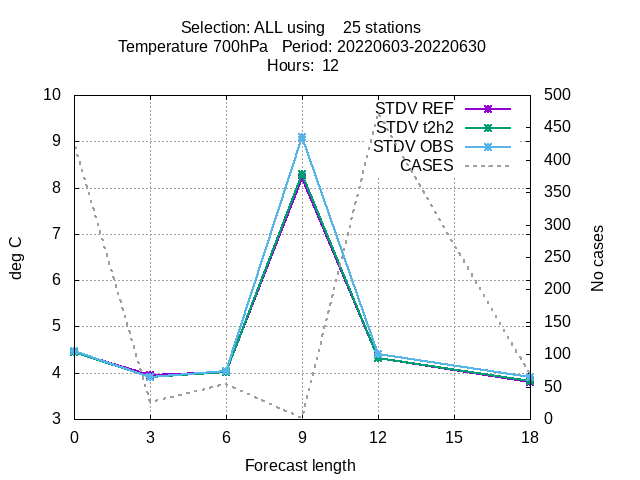 Selection: ALL using    25 stations
Temperature 700hPa   Period: 20220603-20220630
Hours:  12
STDV REF
STDV t2h2
STDV OBS
CASES
deg C
10
9
8
7
6
5
4
3
500
450
400
350
300
250
200
150
100
50
0
No cases
0 3 6 9 12 15 18
Forecast length